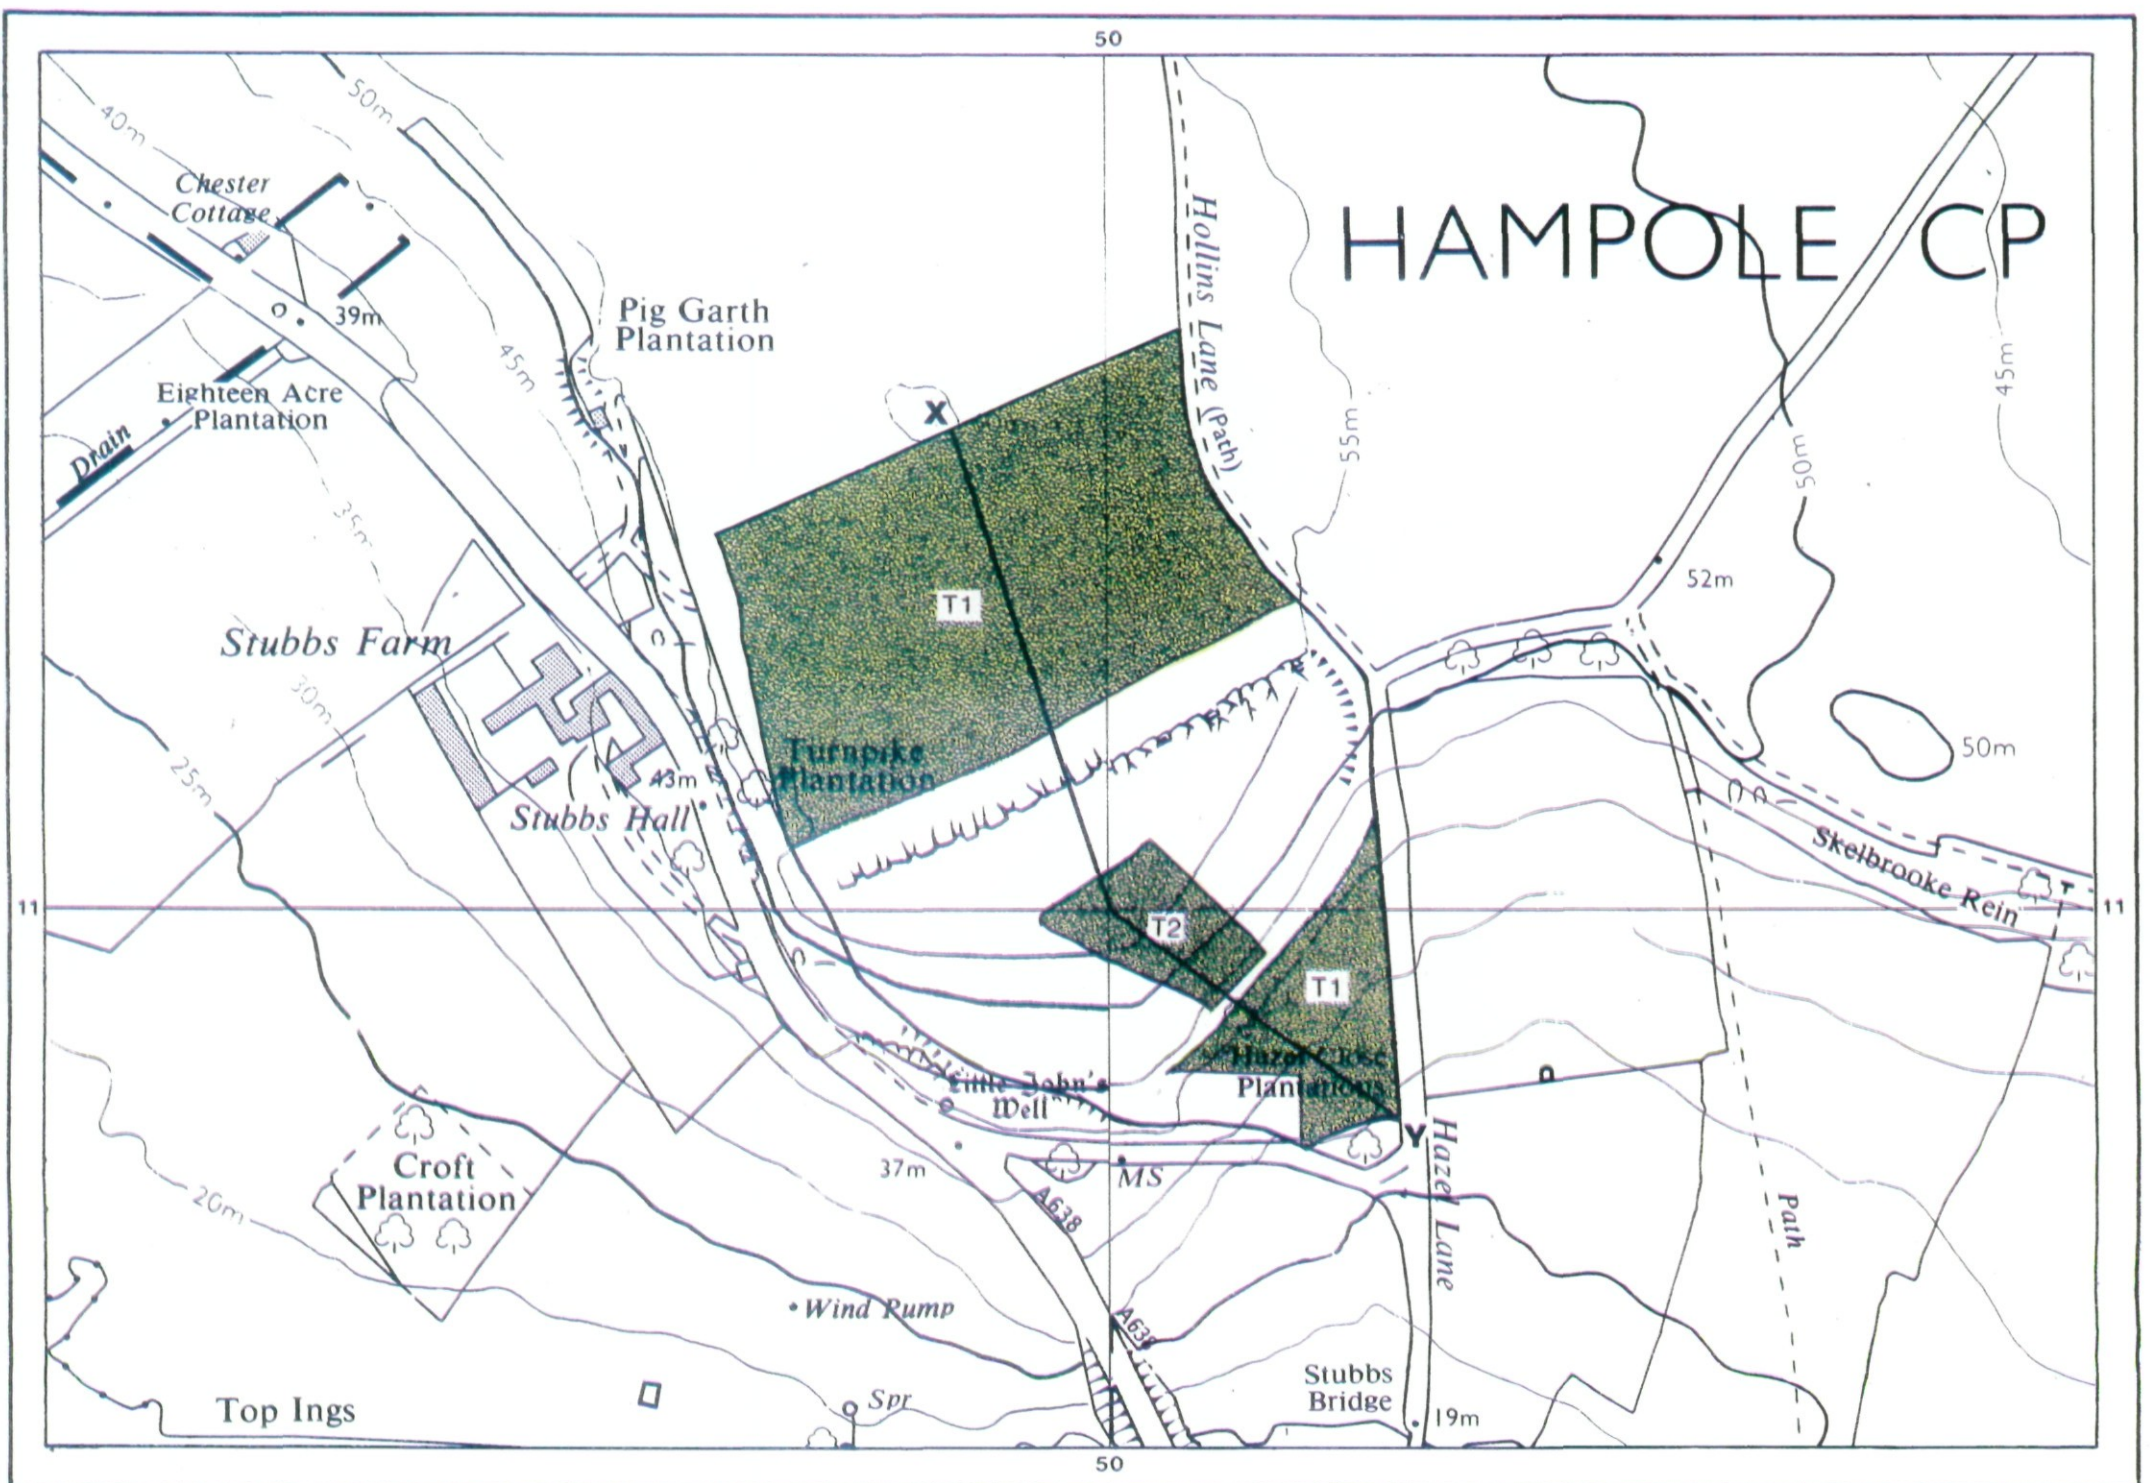 50
50m
40m
Chester
Cottage
HAMPOLE CP
Hollins Lane (Path)
39m
Pig Garth
Plantation
45m
45m
Eighteen Acre
Plantation
X
Drain
55m
50m
35m
52m
T1
Stubbs Farm
30m
50m
Turnpike
Plantation
25m
43m
Stubbs Hall
Skelbrooke Rein
T
11
T2
11
T1
Hazel Close
Plantations
Little John's
Well
Y
Hazel Lane
Croft
Plantation
37m
MS
A638
20m
Path
Wind Pump
A638
Stubbs
Bridge
Top Ings
Spr
19m
50